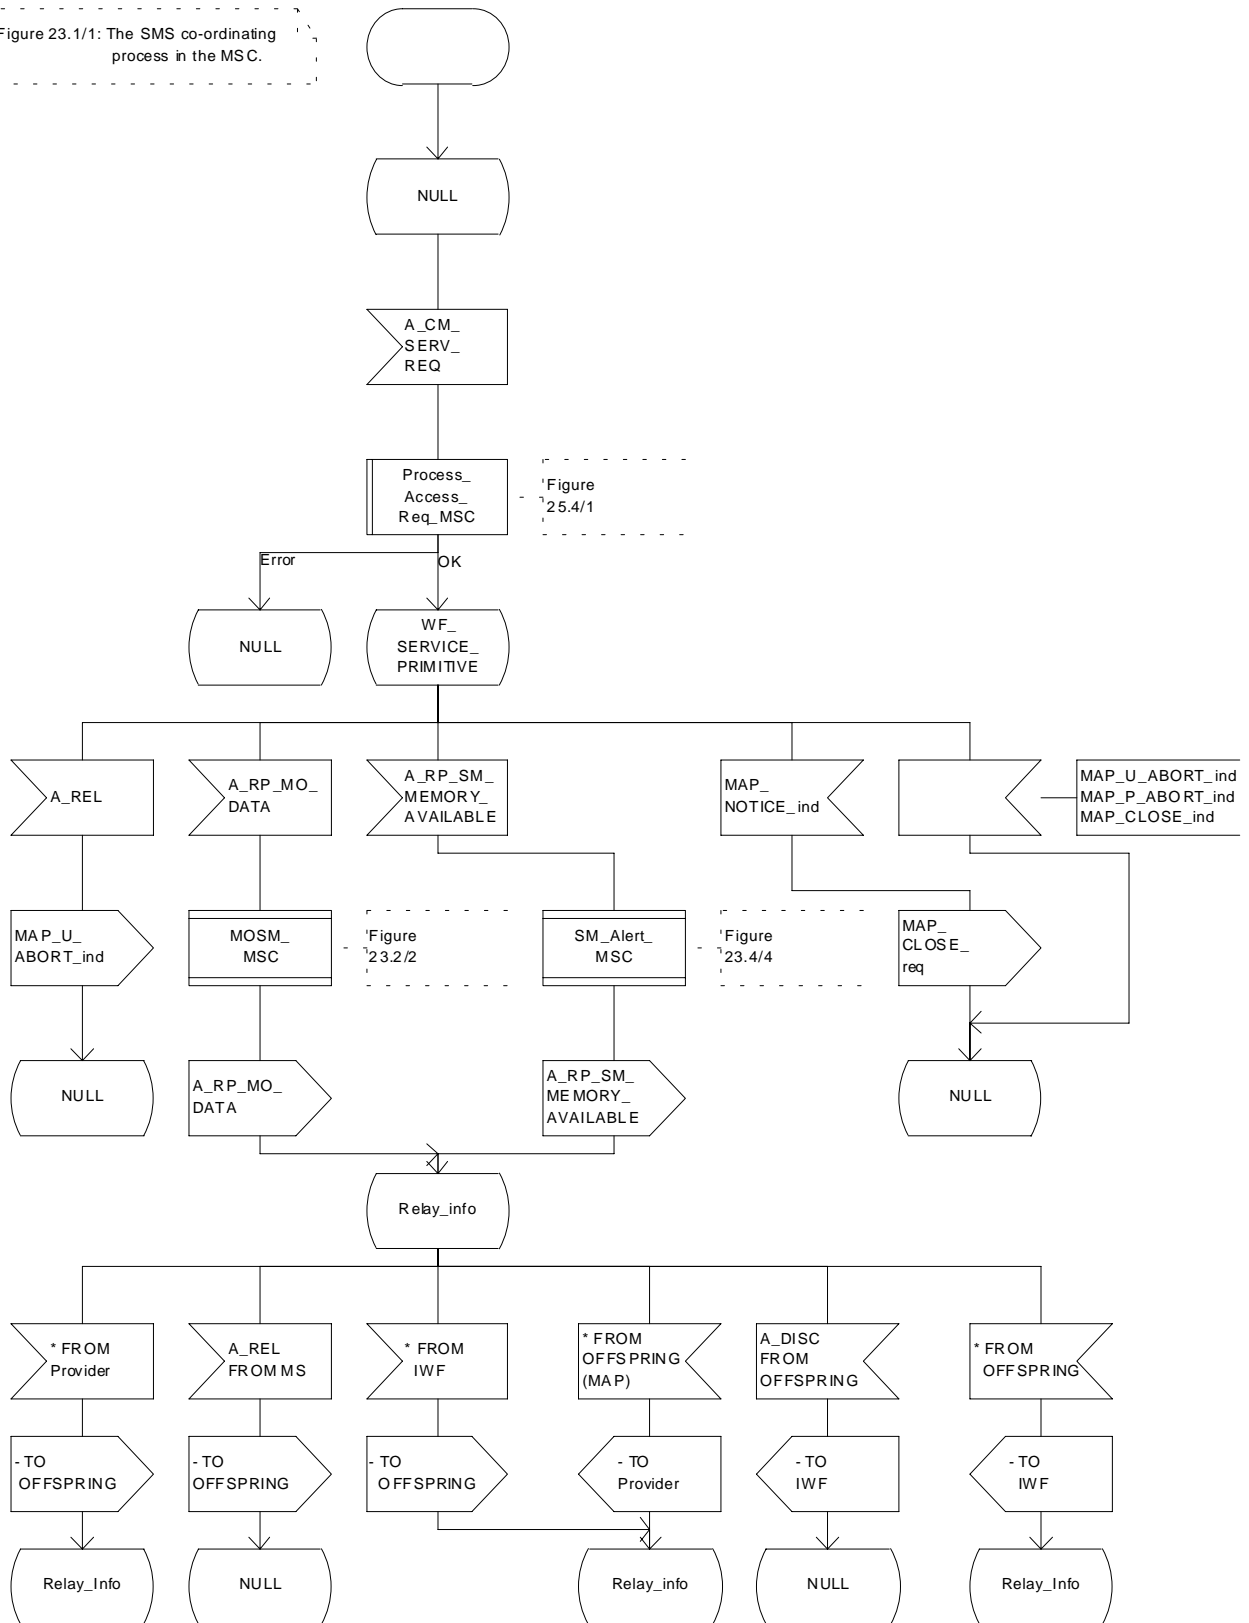 Figure 23.1/1: The SMS co-ordinating
process in the MSC.
NULL
A_CM_
SERV_
REQ
Process_
Access_
Req_MSC
Figure
25.4/1
Error
OK
NULL
WF_
SERVICE_
PRIMITIVE
A_REL
A_RP_MO_
DATA
A_RP_SM_
MEMORY_
AVAILABLE
MAP_
NOTICE_ind
MAP_U_ABORT_ind
MAP_P_ABORT_ind
MAP_CLOSE_ind
MAP_U_
ABORT_ind
MOSM_
MSC
Figure
23.2/2
SM_Alert_
MSC
Figure
23.4/4
MAP_
CLOSE_
req
NULL
A_RP_MO_
DATA
A_RP_SM_
MEMORY_
AVAILABLE
NULL
Relay_info
* FROM
Provider
A_REL
FROM MS
* FROM
IWF
* FROM
OFFSPRING
(MAP)
A_DISC
FROM
OFFSPRING
* FROM
OFFSPRING
- TO
OFFSPRING
- TO
OFFSPRING
- TO
OFFSPRING
- TO
Provider
- TO
IWF
- TO
IWF
Relay_Info
NULL
Relay_info
NULL
Relay_Info